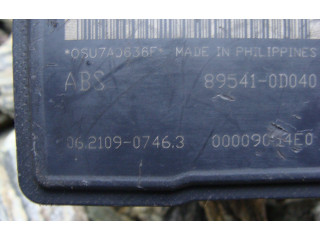 MADE IN PHILIPPINES
ABS 89541-0D040
06.2109-0746.3